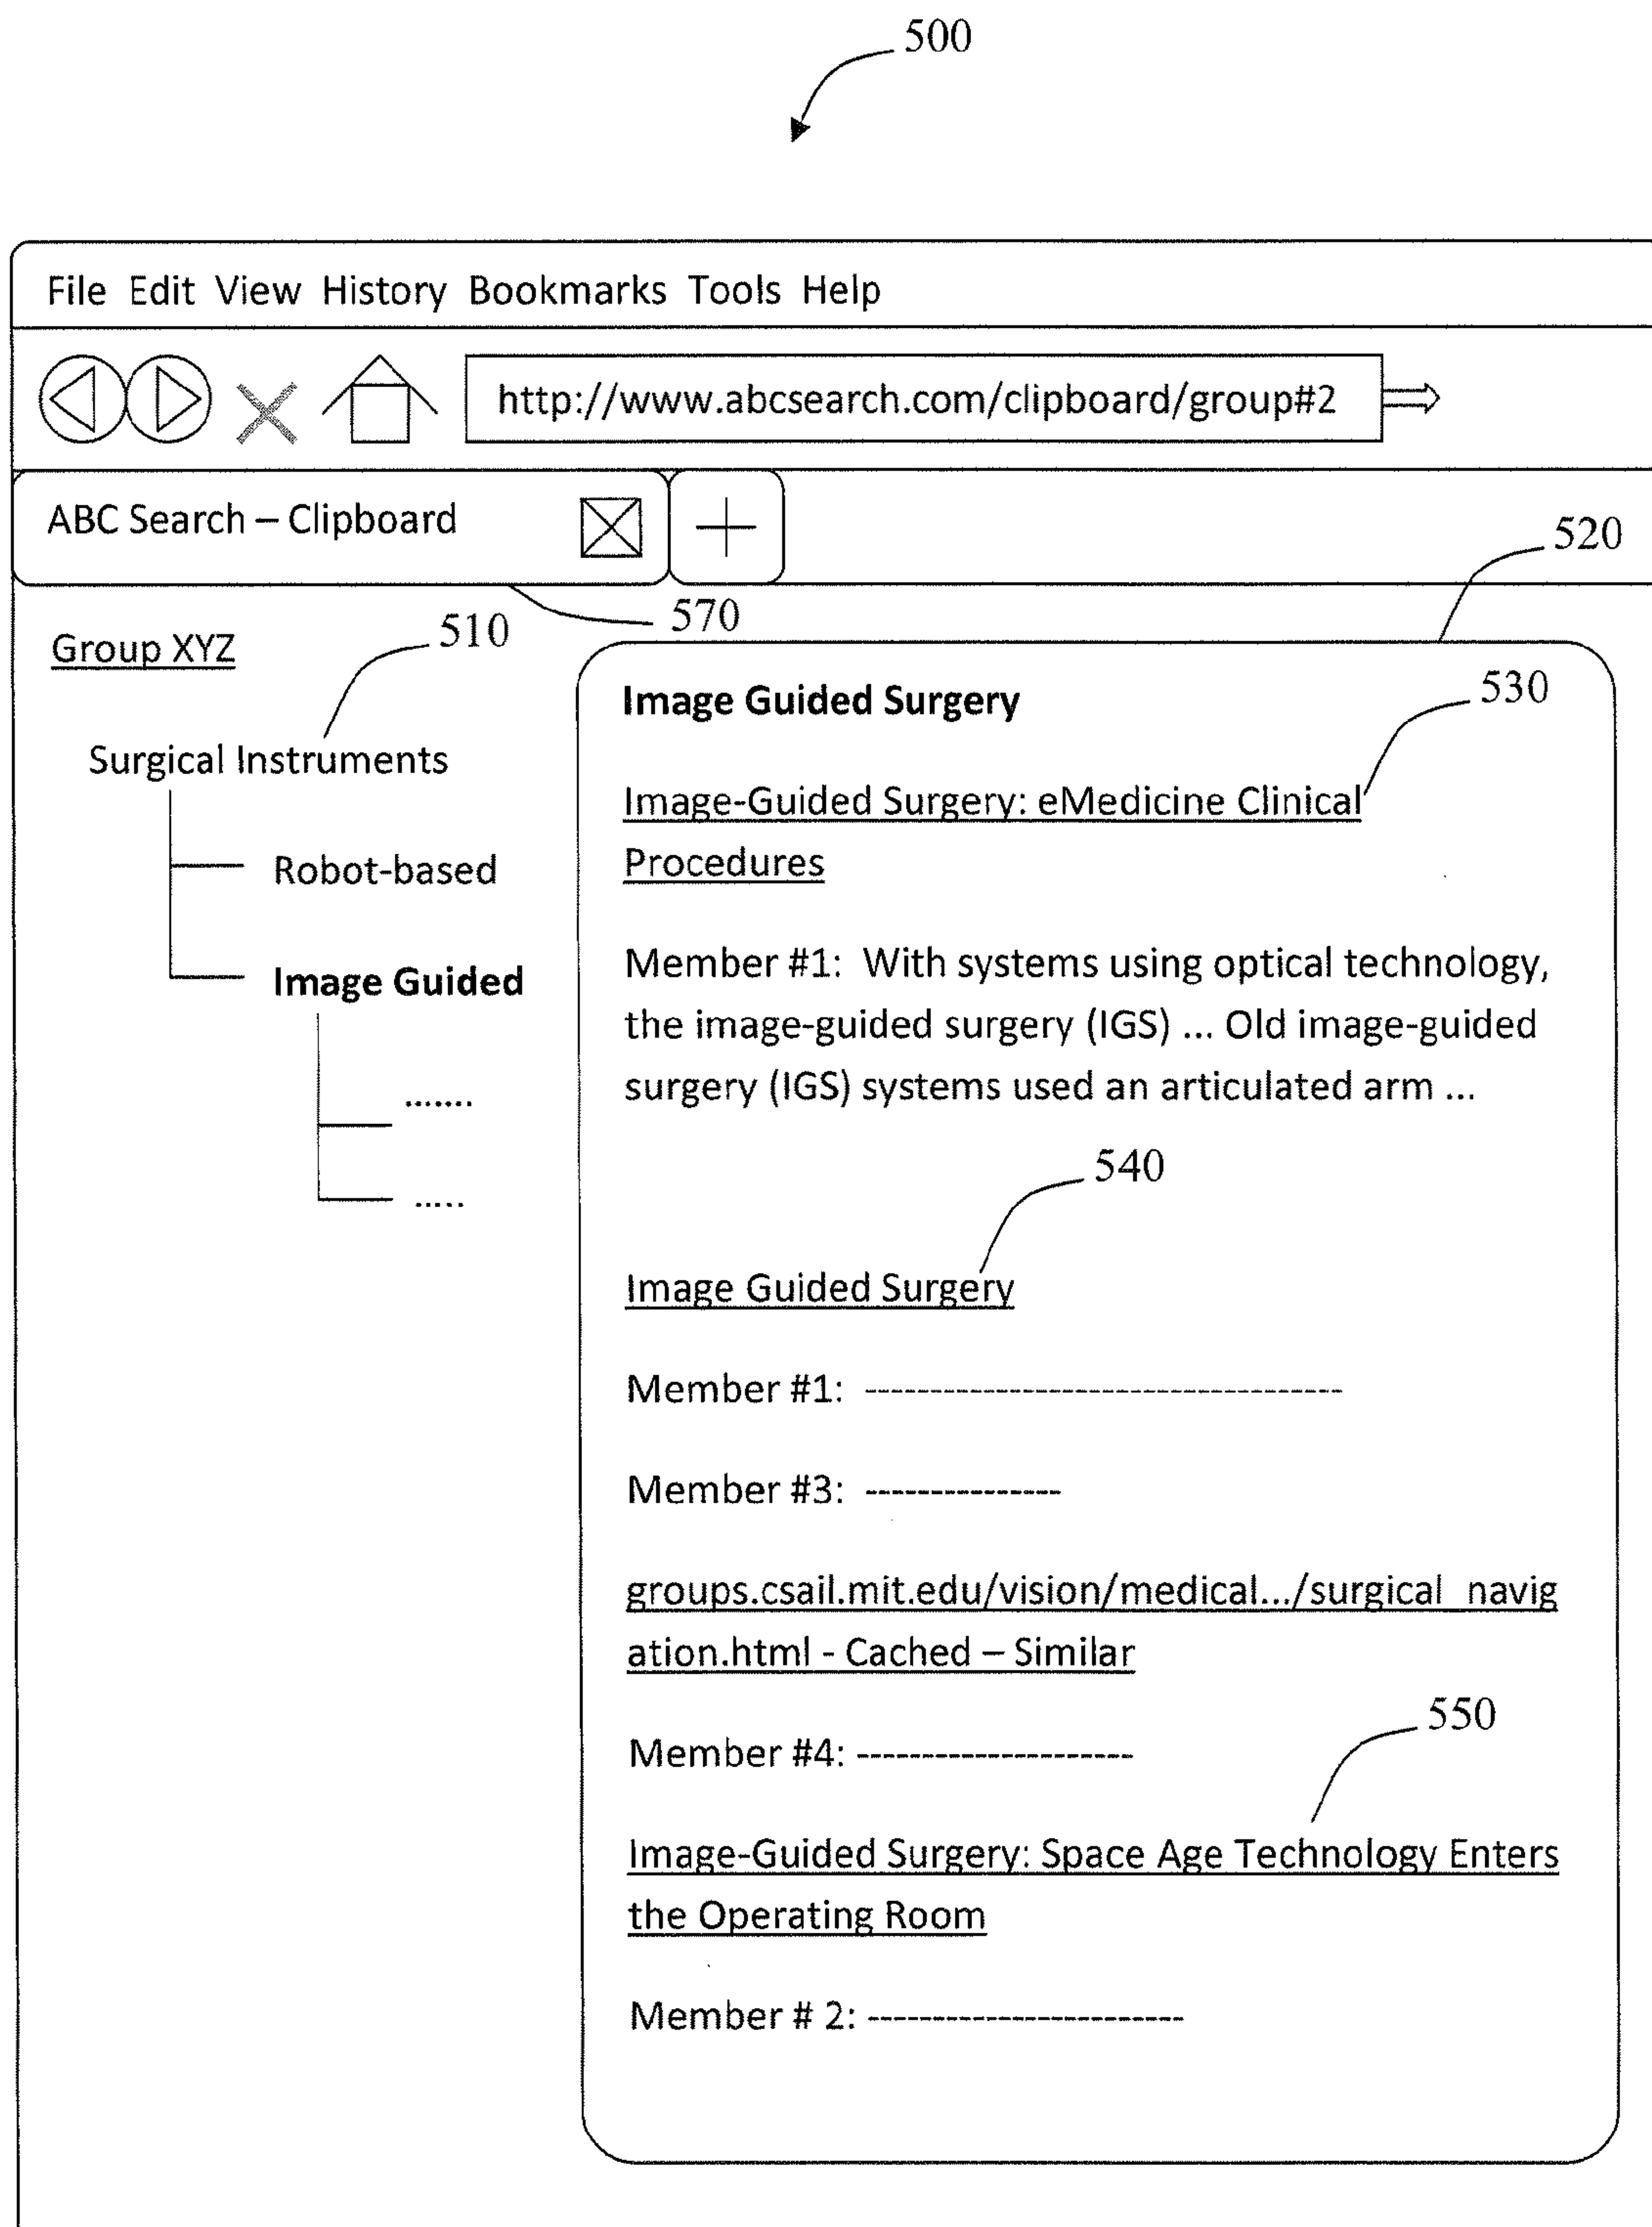 500
File Edit View History Bookmarks Tools Help
http://www.abcsearch.com/clipboard/group#2
ABC Search – Clipboard
520
570
510
Group XYZ
Surgical Instruments
Robot-based
Image Guided
.......
.....
Image Guided Surgery
530
Image-Guided Surgery: eMedicine Clinical
Procedures
Member #1: With systems using optical technology,
the image-guided surgery (IGS) ... Old image-guided
surgery (IGS) systems used an articulated arm ...
540
Image Guided Surgery
Member #1: ------------------------------------
Member #3: ---------------
groups.csail.mit.edu/vision/medical.../surgical_navig
ation.html - Cached – Similar
550
Member #4: ---------------------
Image-Guided Surgery: Space Age Technology Enters
the Operating Room
Member # 2: ------------------------